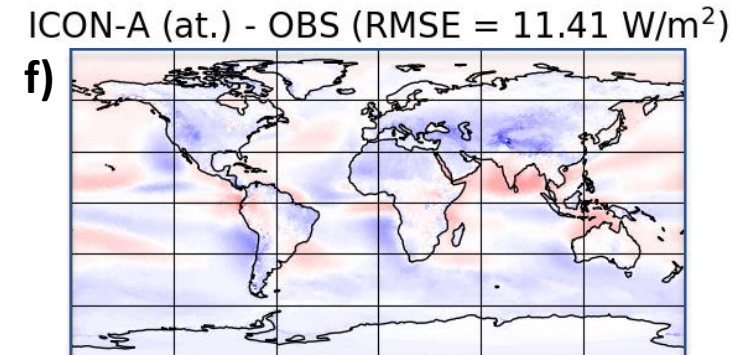 ICON-A (at.) - OBS (RMSE = 11.41 W/m²)
f)